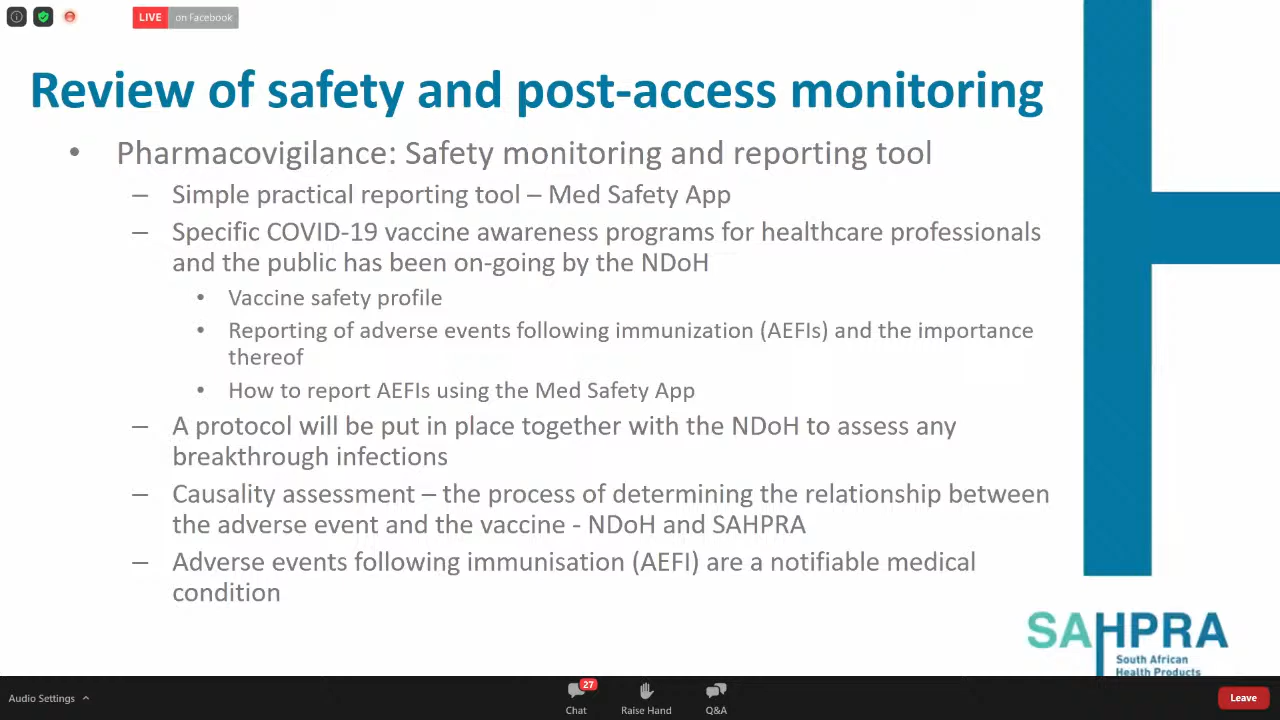 LIVE on Facebook
Review of safety and post-access monitoring
• Pharmacovigilance: Safety monitoring and reporting tool
– Simple practical reporting tool – Med Safety App
– Specific COVID-19 vaccine awareness programs for healthcare professionals
and the public has been on-going by the NDoH
• Vaccine safety profile
• Reporting of adverse events following immunization (AEFIs) and the importance
thereof
• How to report AEFIs using the Med Safety App
– A protocol will be put in place together with the NDoH to assess any
breakthrough infections
– Causality assessment – the process of determining the relationship between
the adverse event and the vaccine - NDoH and SAHPRA
– Adverse events following immunisation (AEFI) are a notifiable medical
condition
SAHPRA
South African
Health Products
27
Audio Settings
Chat
Raise Hand
Q&A
Leave